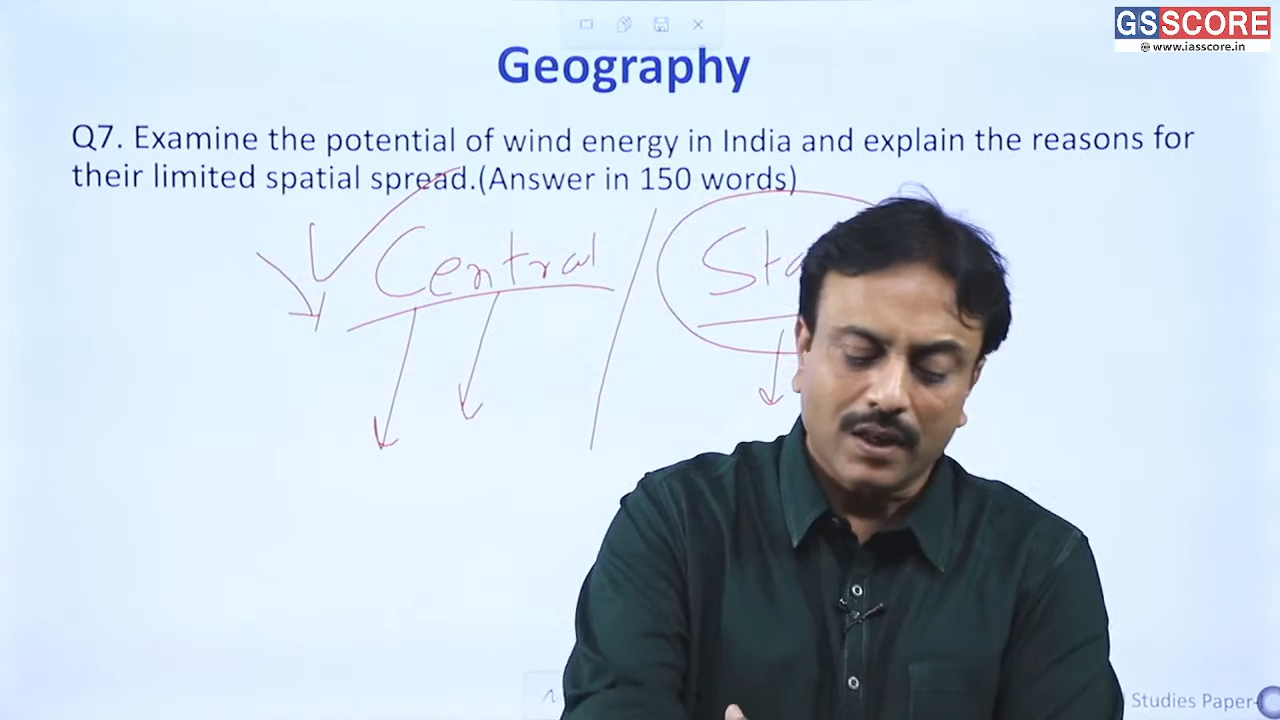 GSSCORE
www.iasscore.in
Geography
Q7. Examine the potential of wind energy in India and explain the reasons for
their limited spatial spread.(Answer in 150 words)
Central /
Studies Paper-